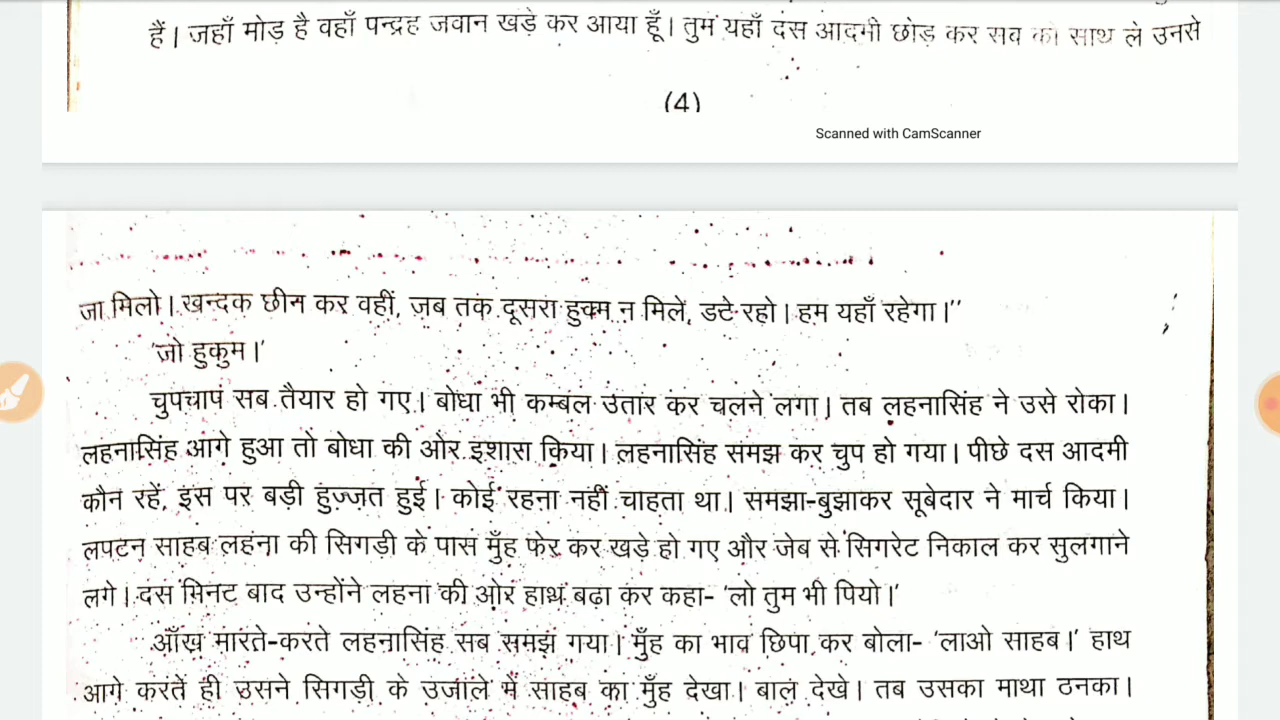 हैं। जहाँ मोड़ है वहाँ पन्द्रह जवान खड़े कर आया हूँ। तुम यहाँ दस आदमी छोड़ कर सब को साथ ले उनसे
(4)
Scanned with CamScanner
जा मिलो। खन्दक छीन कर वहीं, जब तक दूसरा हुक्म न मिले, डटे रहो। हम यहाँ रहेगा।''
'जो हुकुम।'
चुपचाप सब तैयार हो गए। बोधा भी कम्बल उतार कर चलने लगा। तब लहनासिंह ने उसे रोका।
लहनासिंह आगे हुआ तो बोधा की ओर इशारा किया। लहनासिंह समझ कर चुप हो गया। पीछे दस आदमी
कौन रहें, इस पर बड़ी हुज्जत हुई। कोई रहना नहीं चाहता था। समझा-बुझाकर सूबेदार ने मार्च किया।
लपटन साहब लहना की सिगड़ी के पास मुँह फेर कर खड़े हो गए और जेब से सिगरेट निकाल कर सुलगाने
लगे। दस मिनट बाद उन्होंने लहना की ओर हाथ बढ़ा कर कहा- 'लो तुम भी पियो।'
आँख मारते-करते लहनासिंह सब समझ गया। मुँह का भाव छिपा कर बोला- 'लाओ साहब।' हाथ
आगे करते ही उसने सिगड़ी के उजाले में साहब का मुँह देखा। बाल देखे। तब उसका माथा ठनका।